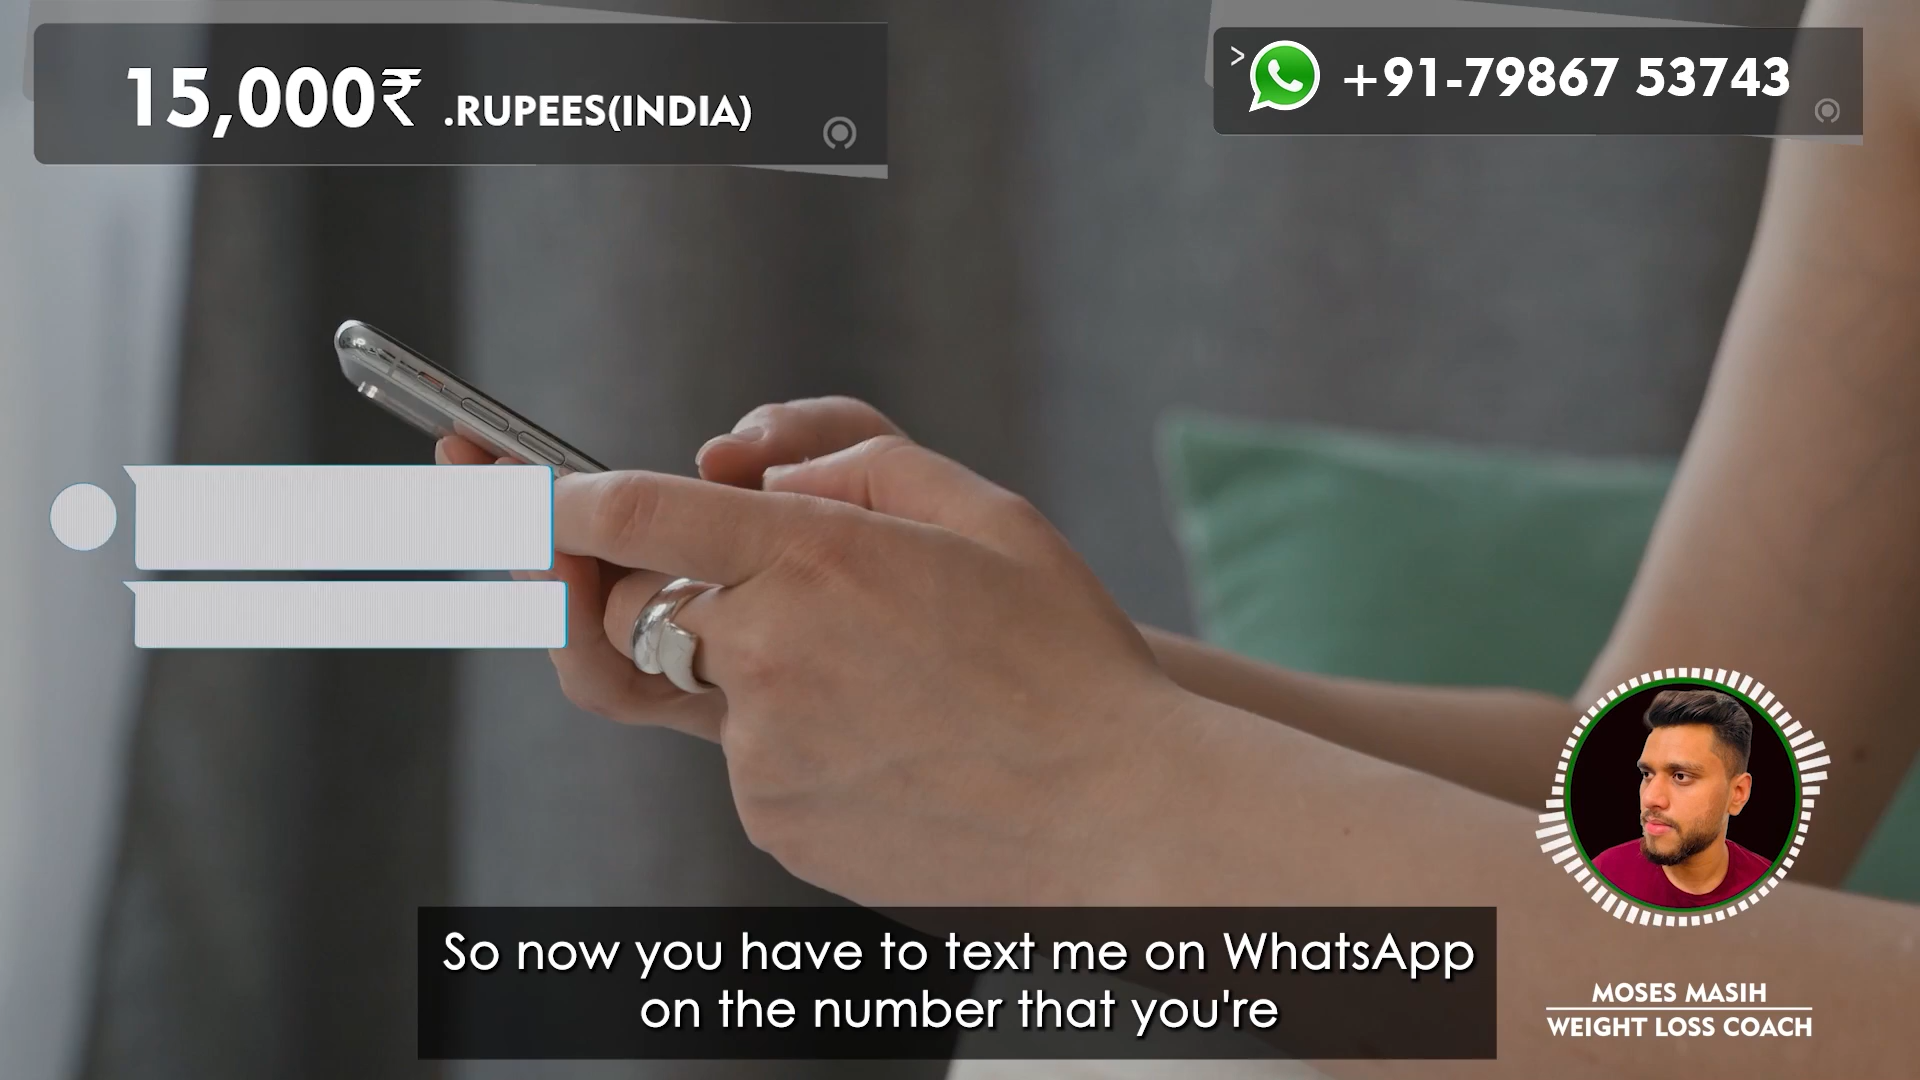 15,000₹ .RUPEES(INDIA)
> +91-79867 53743
So now you have to text me on WhatsApp
on the number that you're
MOSES MASIH
WEIGHT LOSS COACH